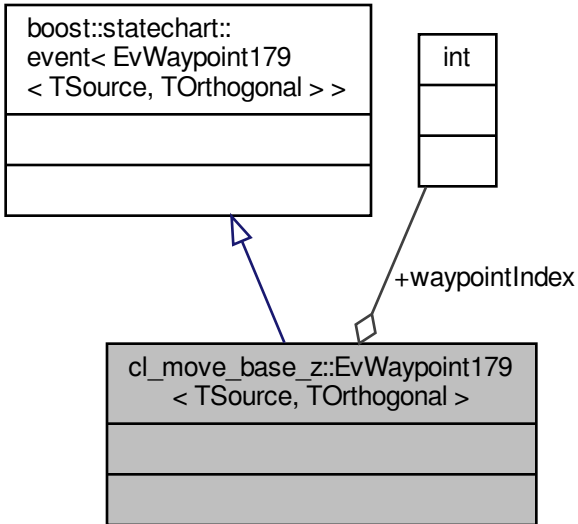 boost::statechart::
event< EvWaypoint179
< TSource, TOrthogonal > >
int
+waypointIndex
cl_move_base_z::EvWaypoint179
< TSource, TOrthogonal >